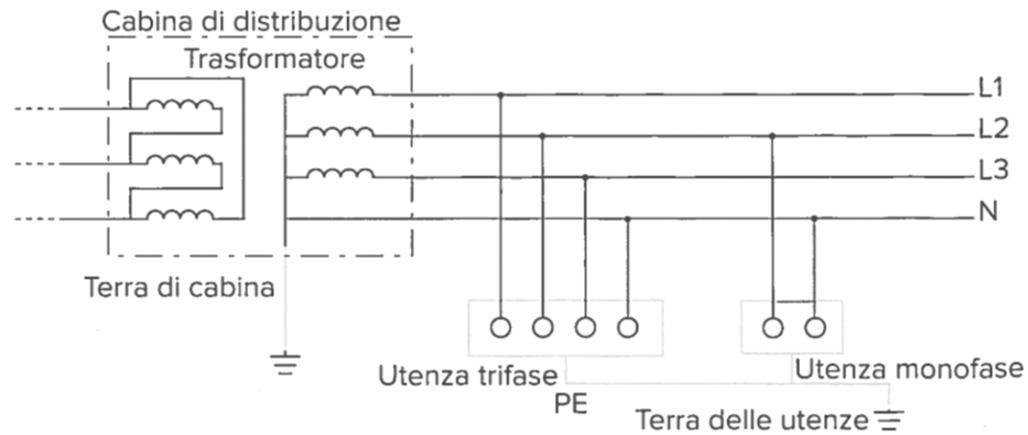 Cabina di distribuzione
Trasformatore
L1
L2
L3
N
Terra di cabina
Utenza trifase
Utenza monofase
PE
Terra delle utenze